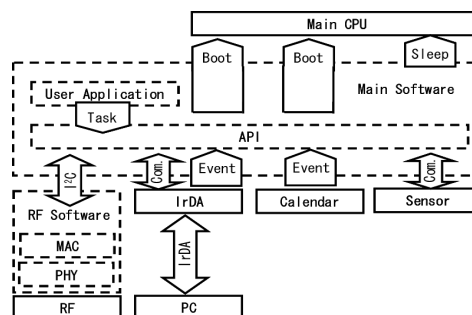 Main CPU
Boot
Boot
Sleep
User Application
Main Software
Task
API
I²C
Com.
Event
Event
Com.
RF Software
IrDA
Calendar
Sensor
MAC
IrDA
PHY
RF
PC